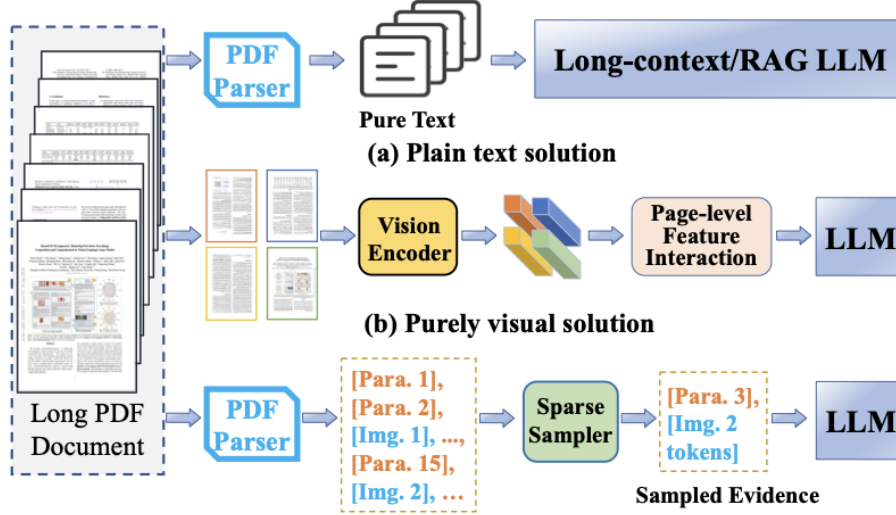 PDF
Parser
Pure Text
Long-context/RAG LLM
(a) Plain text solution
Vision
Encoder
Page-level
Feature
Interaction
LLM
(b) Purely visual solution
Long PDF
Document
PDF
Parser
[Para. 1],
[Para. 2],
[Img. 1], ...,
[Para. 15],
[Img. 2], ...
Sparse
Sampler
[Para. 3],
[Img. 2
tokens]
Sampled Evidence
LLM